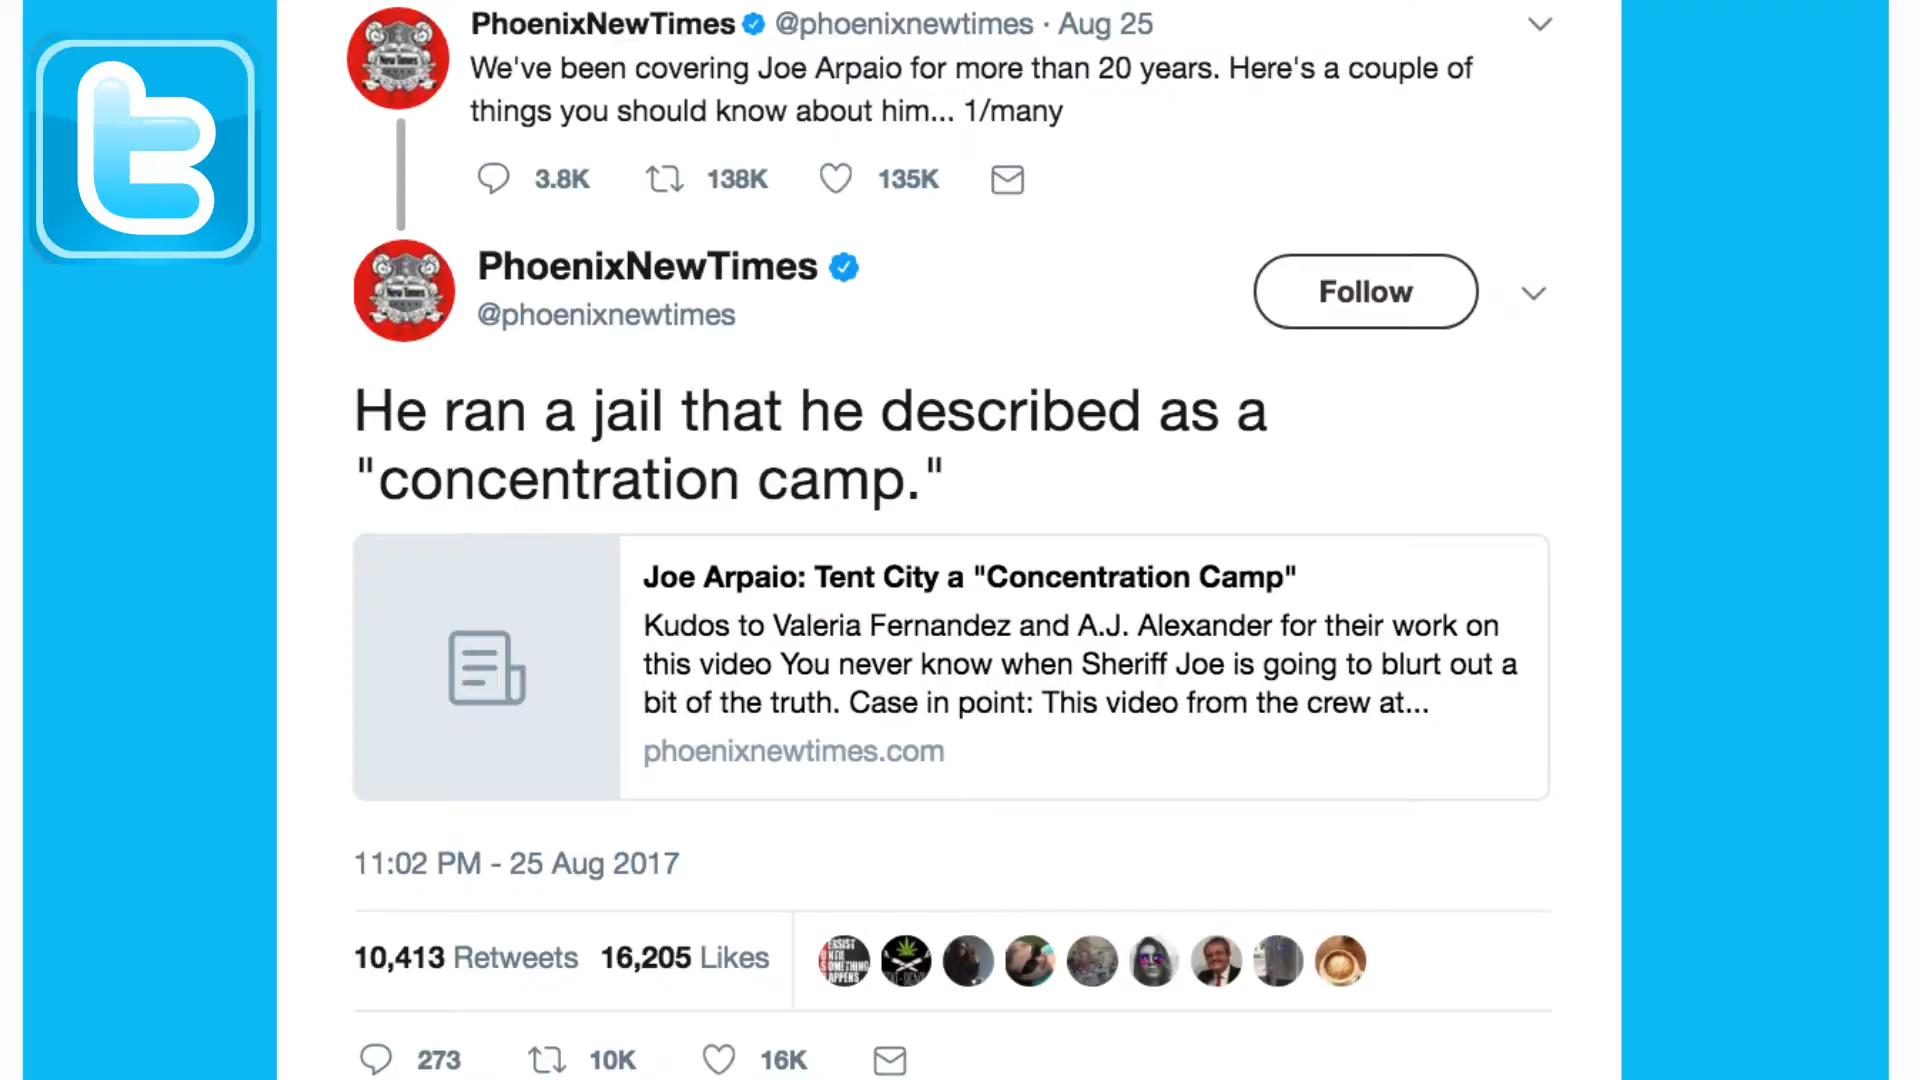 PhoenixNewTimes @phoenixnewtimes · Aug 25
We've been covering Joe Arpaio for more than 20 years. Here's a couple of
things you should know about him... 1/many
3.8K 138K 135K
PhoenixNewTimes
@phoenixnewtimes
Follow
He ran a jail that he described as a
"concentration camp."
Joe Arpaio: Tent City a "Concentration Camp"
Kudos to Valeria Fernandez and A.J. Alexander for their work on
this video You never know when Sheriff Joe is going to blurt out a
bit of the truth. Case in point: This video from the crew at...
phoenixnewtimes.com
11:02 PM - 25 Aug 2017
10,413 Retweets 16,205 Likes
273 10K 16K